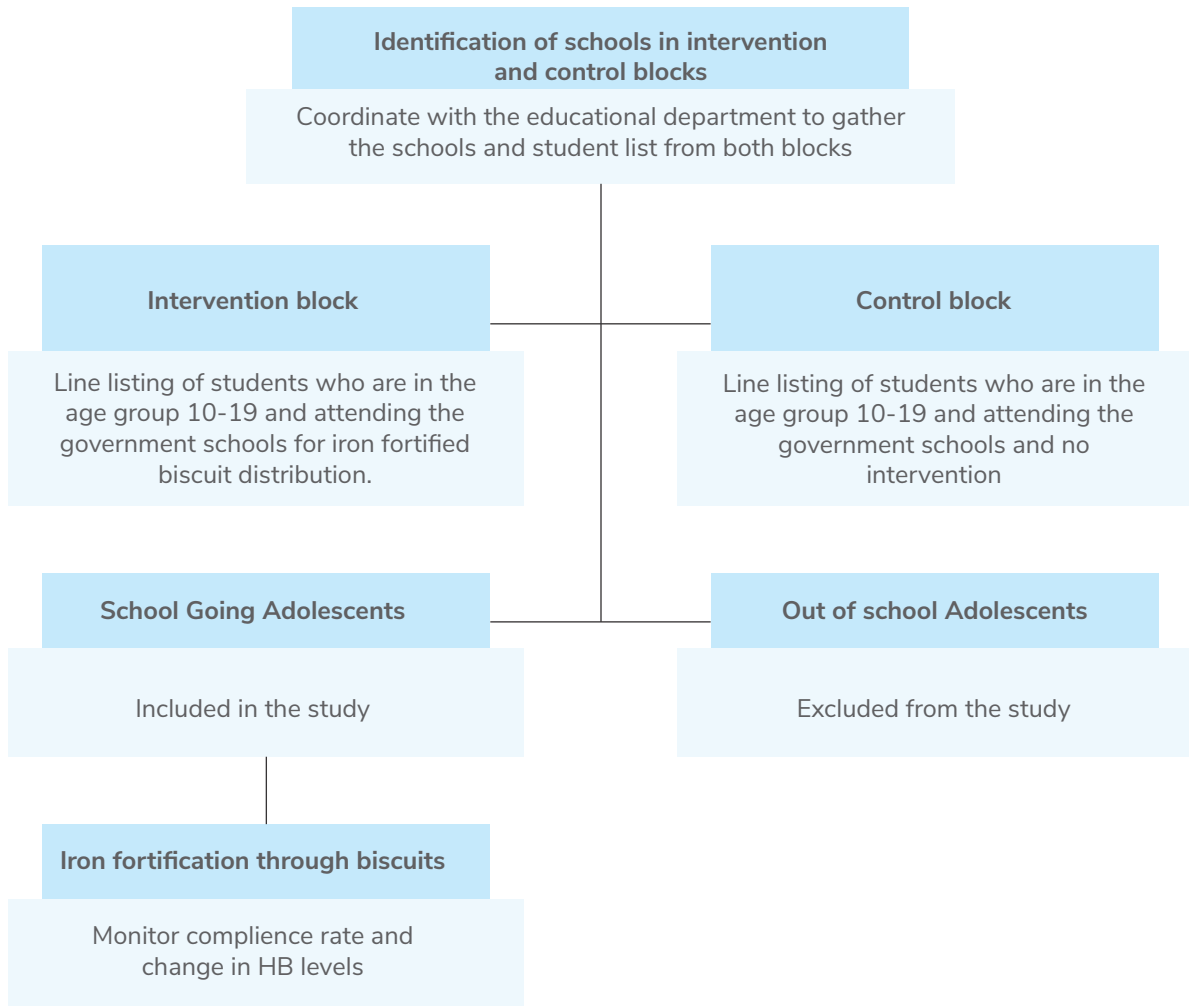 Identification of schools in intervention
and control blocks
Coordinate with the educational department to gather
the schools and student list from both blocks
Intervention block
Line listing of students who are in the
age group 10-19 and attending the
government schools for iron fortified
biscuit distribution.
Control block
Line listing of students who are in the
age group 10-19 and attending the
government schools and no
intervention
School Going Adolescents
Included in the study
Out of school Adolescents
Excluded from the study
Iron fortification through biscuits
Monitor complience rate and
change in HB levels